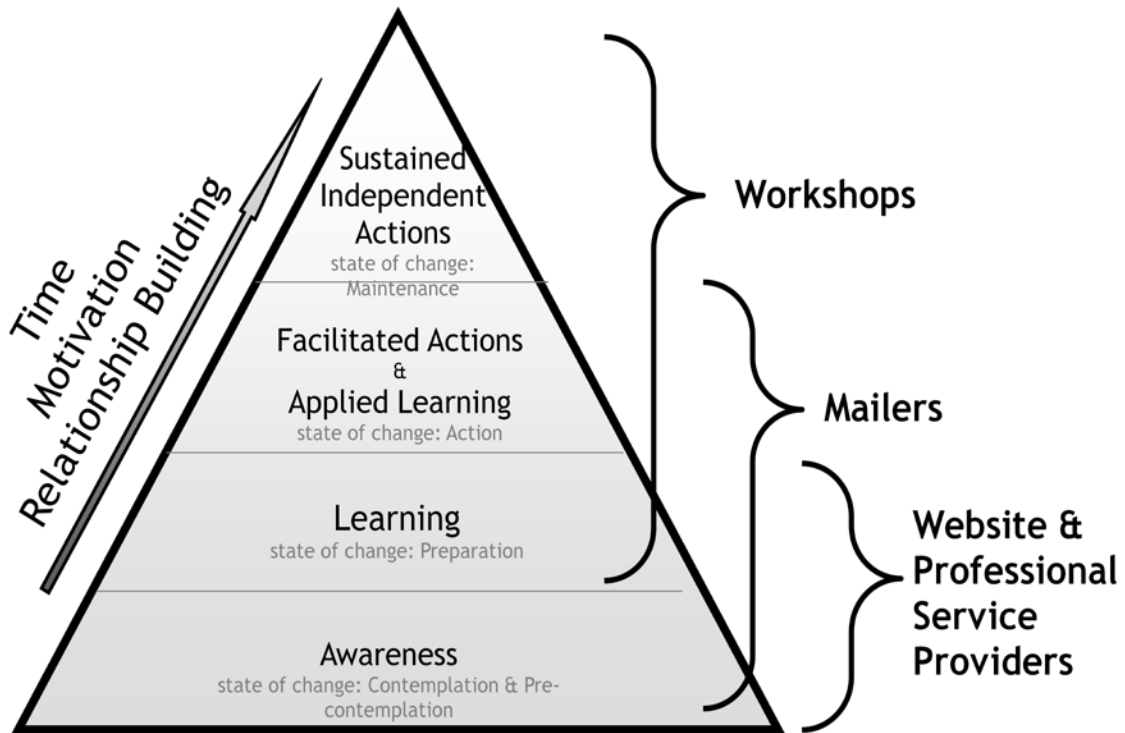 Time
Motivation
Relationship Building
Sustained
Independent
Actions
state of change:
Maintenance
Facilitated Actions
&
Applied Learning
state of change: Action
Learning
state of change: Preparation
Awareness
state of change: Contemplation & Pre-
contemplation
Workshops
Mailers
Website &
Professional
Service
Providers